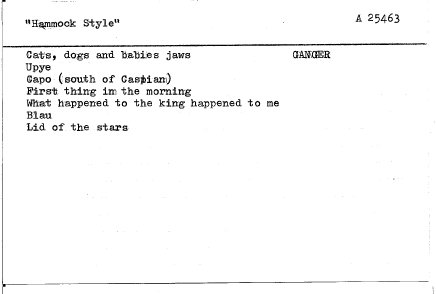 "Hammock Style" A 25463
Cats, dogs and babies jaws GANGER
Upye
Gapo (south of Caspian)
First thing in the morning
What happened to the king happened to me
Blau
Lid of the stars